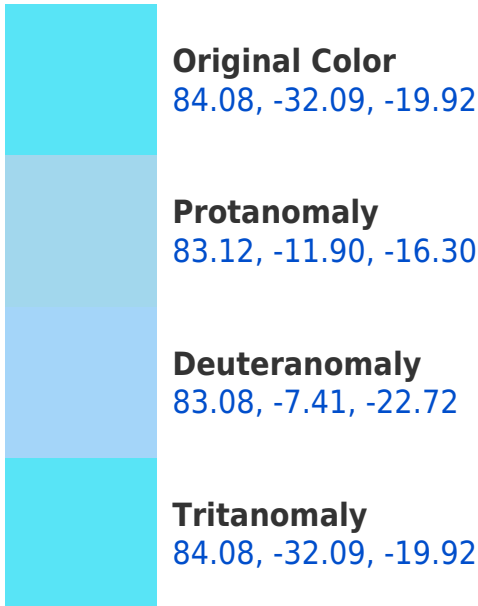 Original Color
84.08, -32.09, -19.92
Protanomaly
83.12, -11.90, -16.30
Deuteranomaly
83.08, -7.41, -22.72
Tritanomaly
84.08, -32.09, -19.92